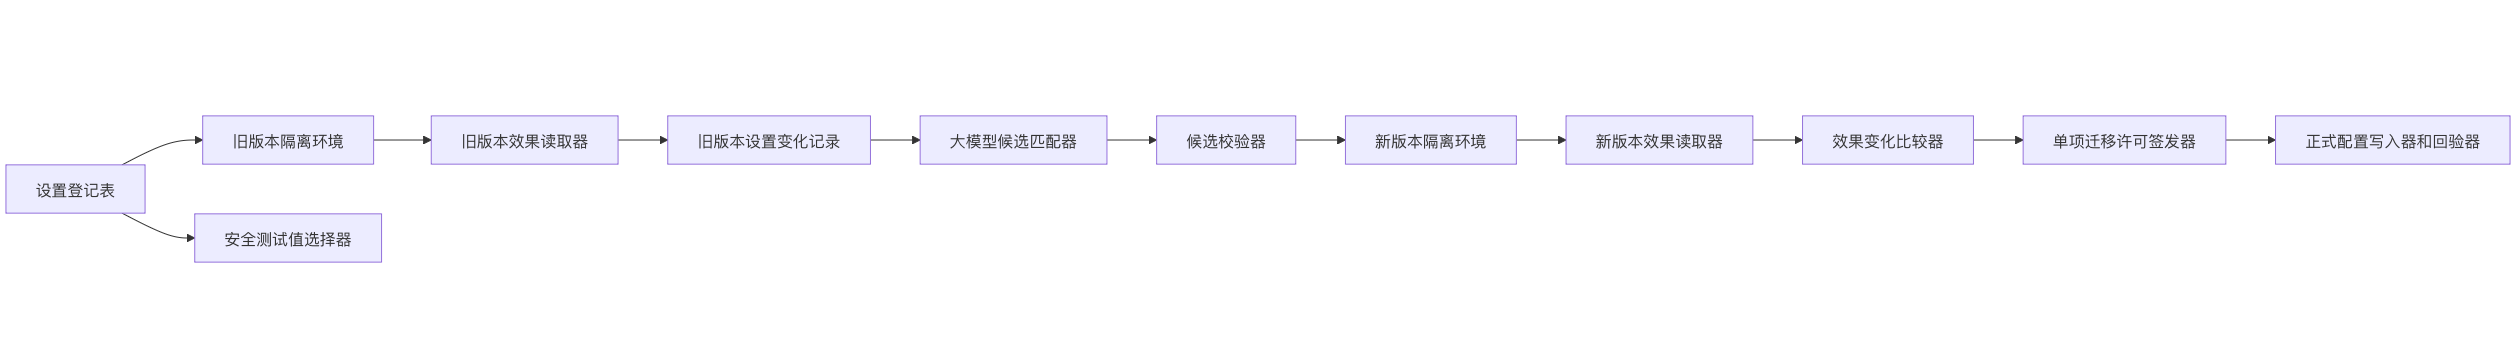 设置登记表
旧版本隔离环境
旧版本效果读取器
旧版本设置变化记录
大模型候选匹配器
候选校验器
新版本隔离环境
新版本效果读取器
效果变化比较器
单项迁移许可签发器
正式配置写入器和回验器
安全测试值选择器